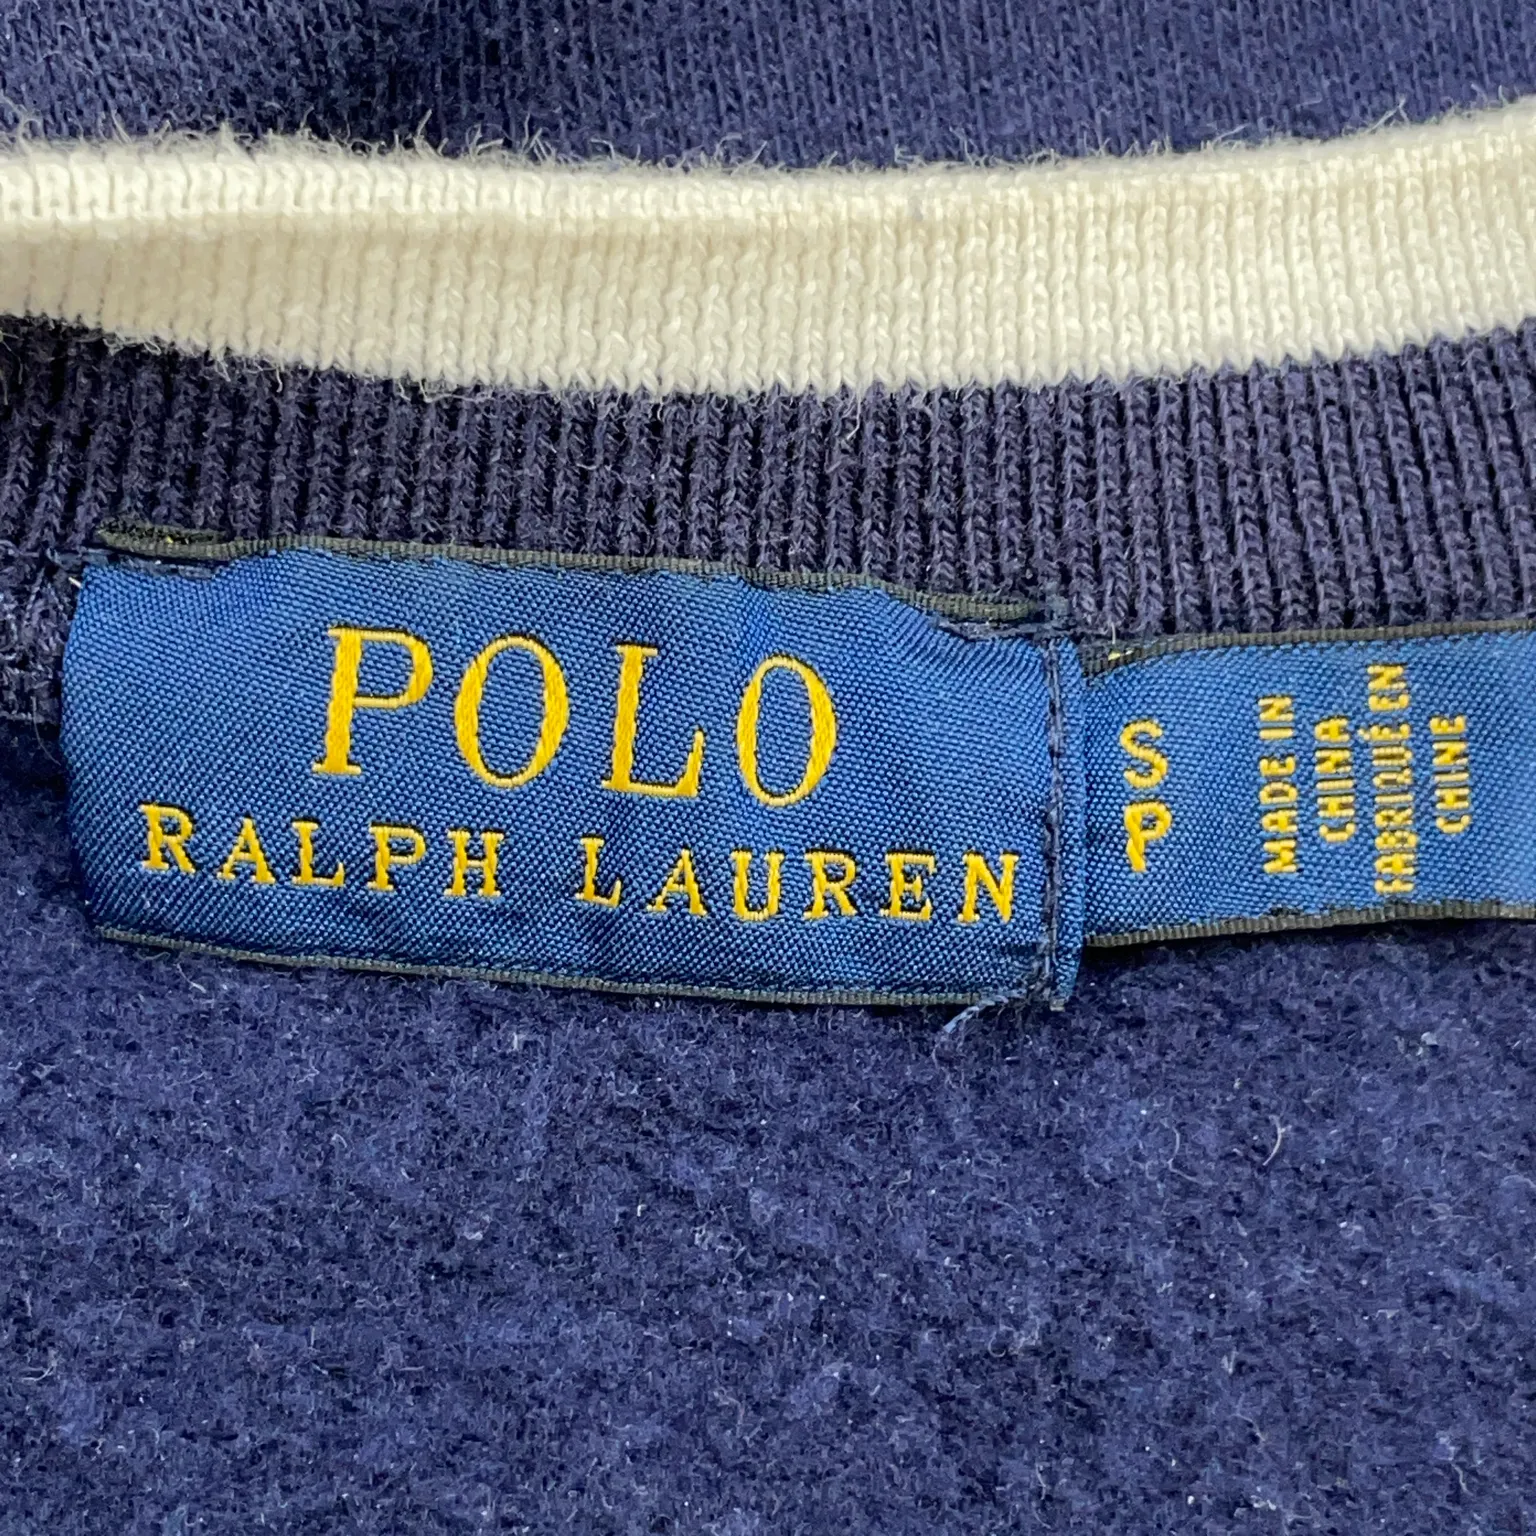 POLO
RALPH LAUREN
S
P
MADE IN
CHINA
FABRIQUÉ EN
CHINE